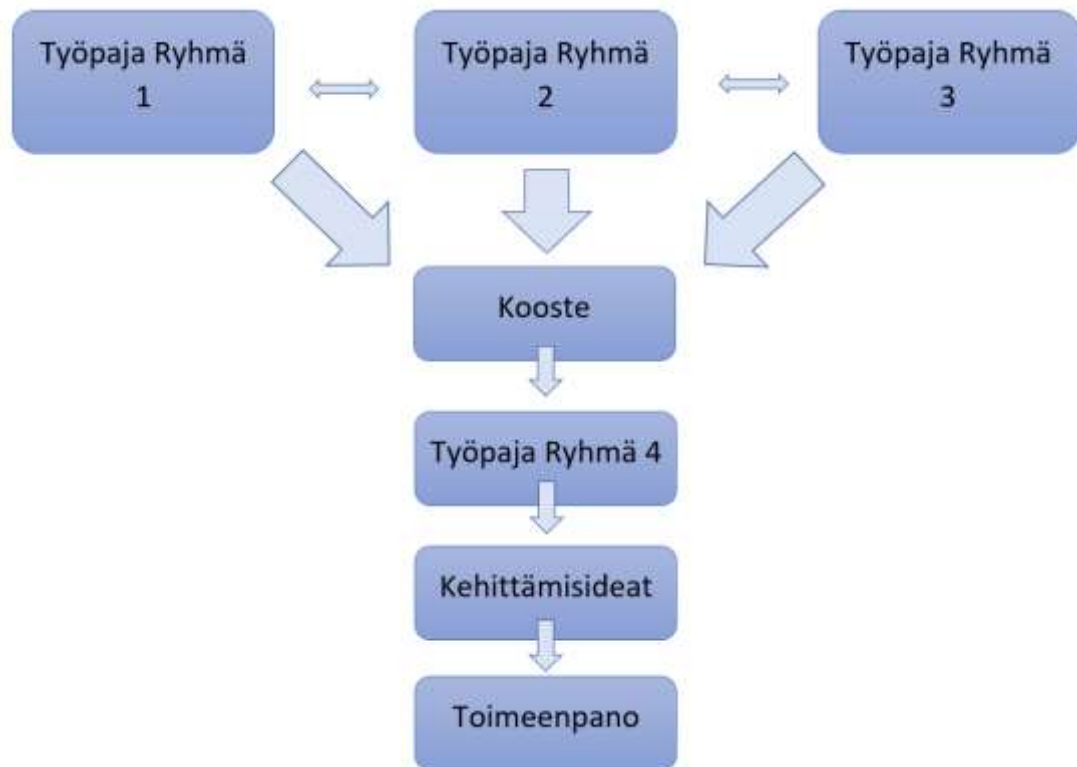 Työpaja Ryhmä
1
Työpaja Ryhmä
2
Työpaja Ryhmä
3
Kooste
Työpaja Ryhmä 4
Kehittämisideat
Toimeenpano